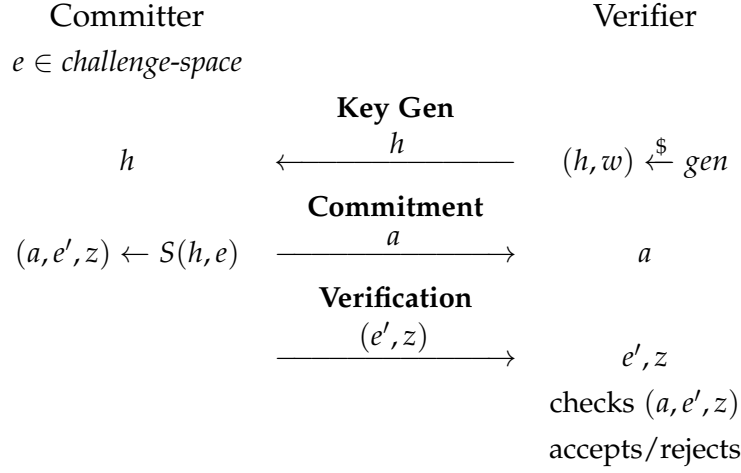 Committer Verifier
e ∈ challenge-space
Key Gen
h
h (h, w) ←$ gen
Commitment
a
(a, e′, z) ← S(h, e) a
Verification
(e′, z)
e′, z
checks (a, e′, z)
accepts/rejects